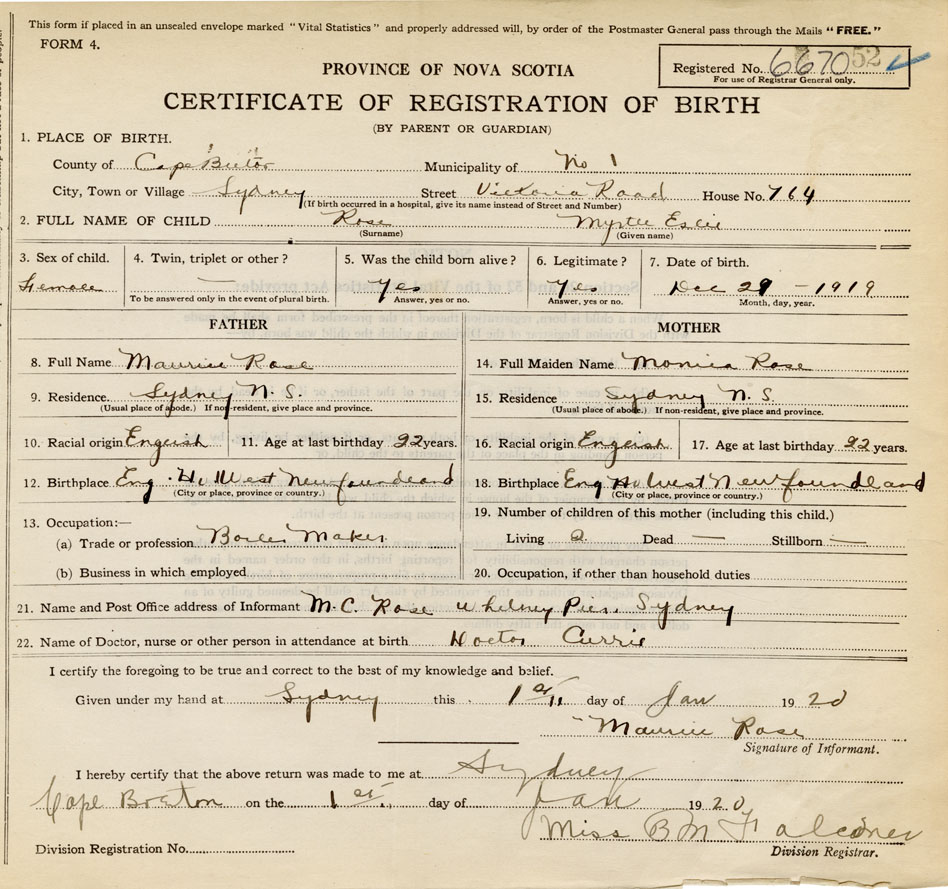 This form if placed in an unsealed envelope marked "Vital Statistics" and properly addressed will, by order of the Postmaster General pass through the Mails "FREE."
FORM 4.
Registered No. 667052
For use of Registrar General only.
PROVINCE OF NOVA SCOTIA
CERTIFICATE OF REGISTRATION OF BIRTH
(BY PARENT OR GUARDIAN)
1. PLACE OF BIRTH.
County of Cape Breton Municipality of No 1
City, Town or Village Sydney Street Victoria Road House No. 764
(If birth occurred in a hospital, give its name instead of Street and Number)
2. FULL NAME OF CHILD Rose Myrtle
(Surname) (Given name)
3. Sex of child. 4. Twin, triplet or other? 5. Was the child born alive? 6. Legitimate? 7. Date of birth.
Female — Yes Yes Dec 29 - 1919
To be answered only in the event of plural birth. Answer, yes or no. Answer, yes or no. Month, day, year.
FATHER MOTHER
8. Full Name Maurice Rose 14. Full Maiden Name Monica Rose
9. Residence. Sydney N. S. 15. Residence Sydney N. S.
(Usual place of abode.) If non-resident, give place and province. (Usual place of abode.) If non-resident, give place and province.
10. Racial origin English 11. Age at last birthday 22 years. 16. Racial origin English 17. Age at last birthday 22 years.
12. Birthplace Eng. Hr West Newfoundland 18. Birthplace Eng Hr West Newfoundland
(City or place, province or country.) (City or place, province or country.)
13. Occupation:— 19. Number of children of this mother (including this child.)
(a) Trade or profession Boiler Maker Living 2 Dead — Stillborn —
(b) Business in which employed 20. Occupation, if other than household duties
21. Name and Post Office address of Informant M. C. Rose Whitney Pier. Sydney
22. Name of Doctor, nurse or other person in attendance at birth Doctor Currie
I certify the foregoing to be true and correct to the best of my knowledge and belief.
Given under my hand at Sydney this 1st day of Jan 1920
Maurice Rose
Signature of Informant.
I hereby certify that the above return was made to me at Sydney
Cape Breton on the 1st day of Jan 1920
Miss B M Falconer
Division Registration No.
Division Registrar.